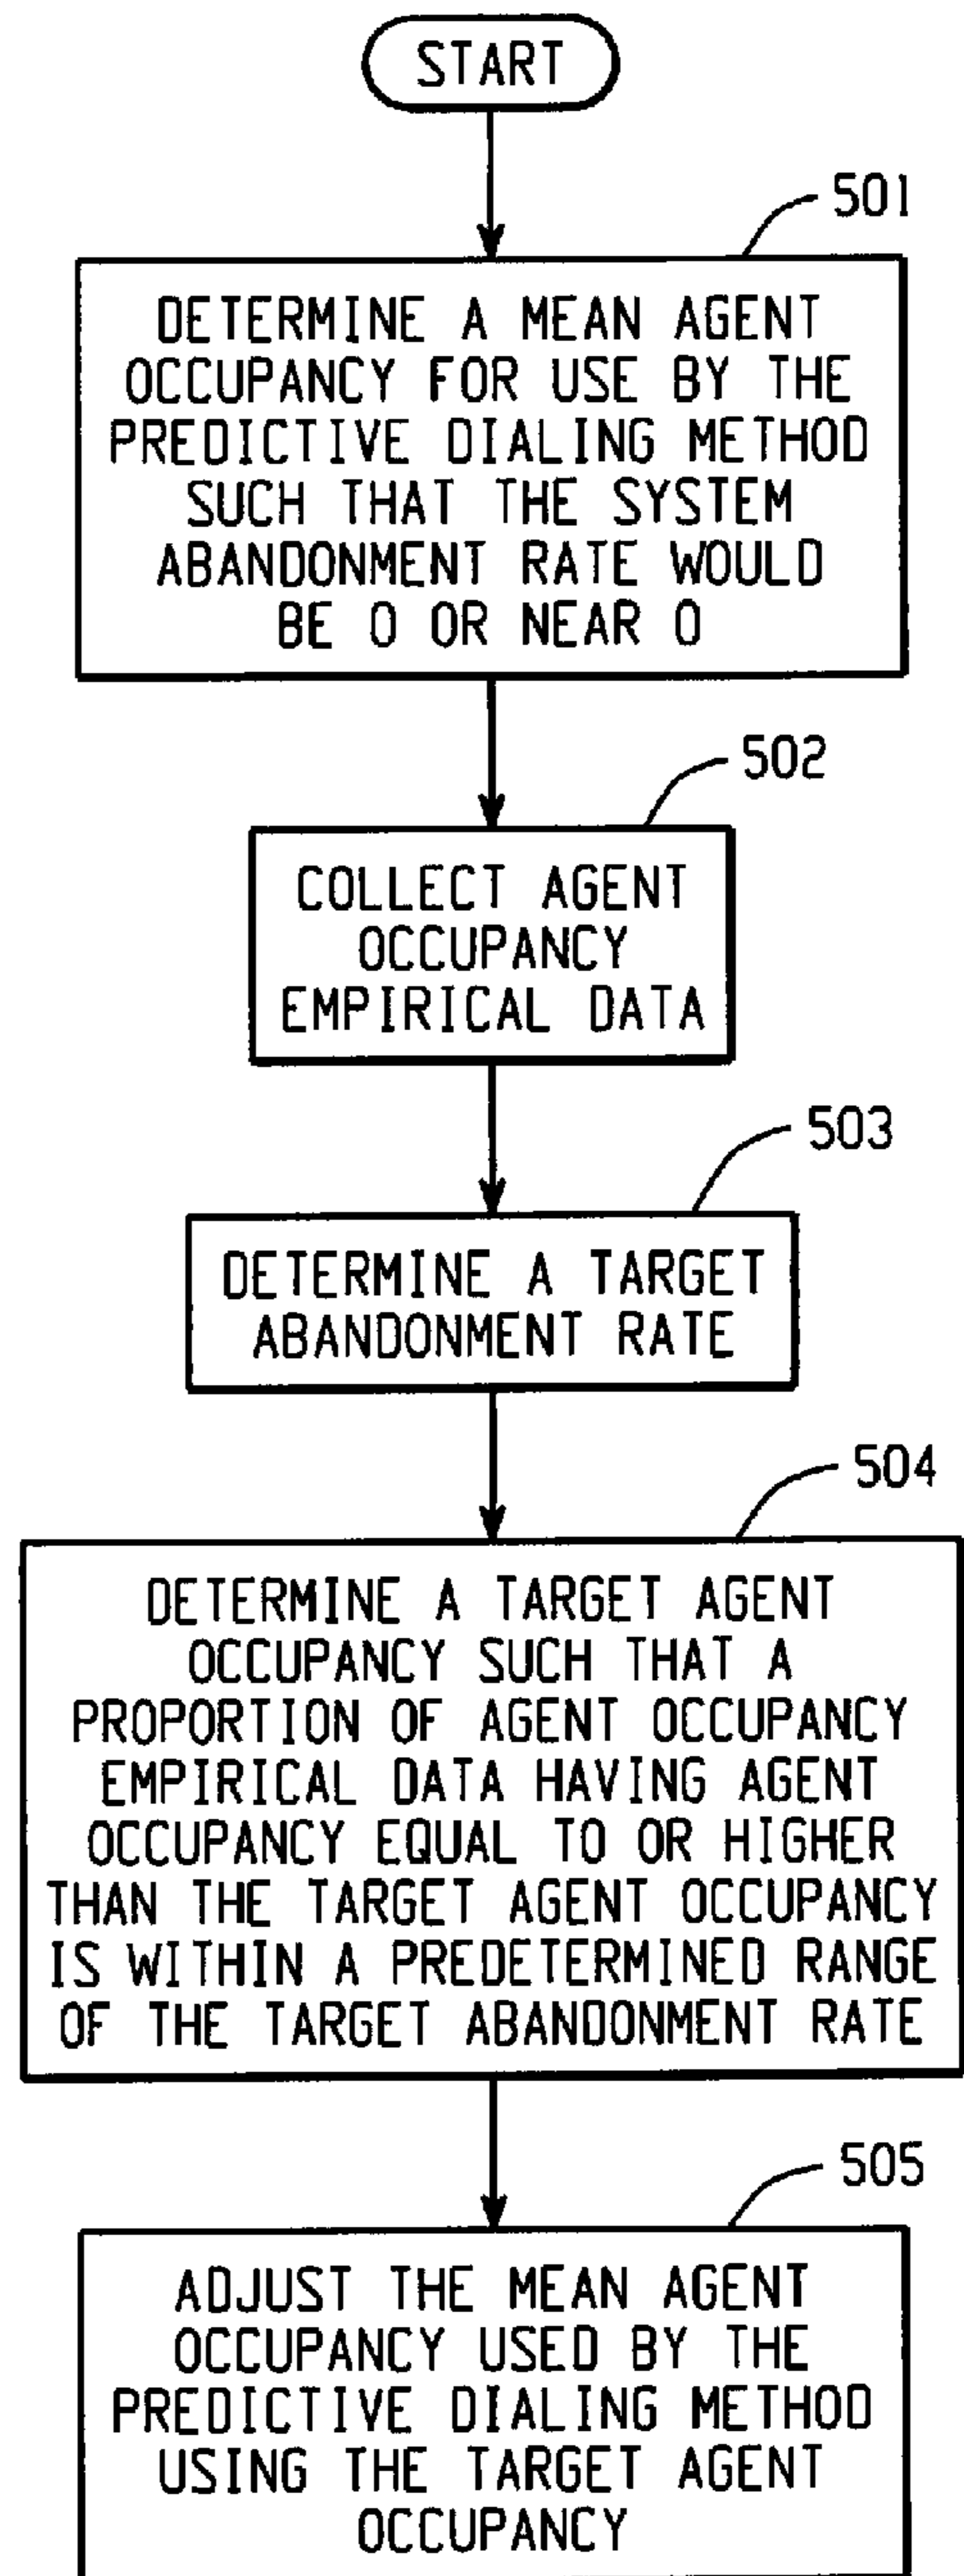 START
501
DETERMINE A MEAN AGENT
OCCUPANCY FOR USE BY THE
PREDICTIVE DIALING METHOD
SUCH THAT THE SYSTEM
ABANDONMENT RATE WOULD
BE 0 OR NEAR 0
502
COLLECT AGENT
OCCUPANCY
EMPIRICAL DATA
503
DETERMINE A TARGET
ABANDONMENT RATE
504
DETERMINE A TARGET AGENT
OCCUPANCY SUCH THAT A
PROPORTION OF AGENT OCCUPANCY
EMPIRICAL DATA HAVING AGENT
OCCUPANCY EQUAL TO OR HIGHER
THAN THE TARGET AGENT OCCUPANCY
IS WITHIN A PREDETERMINED RANGE
OF THE TARGET ABANDONMENT RATE
505
ADJUST THE MEAN AGENT
OCCUPANCY USED BY THE
PREDICTIVE DIALING METHOD
USING THE TARGET AGENT
OCCUPANCY